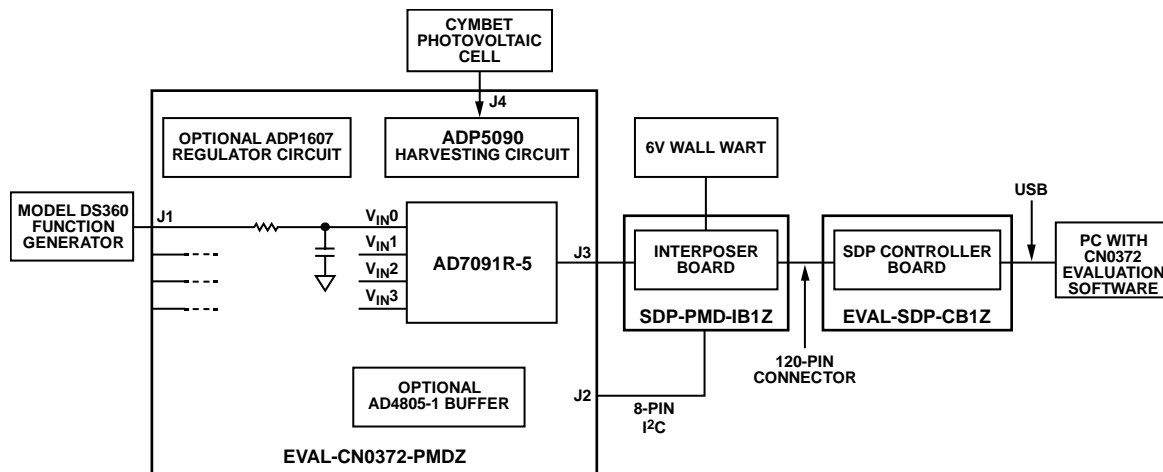 CYMBET
PHOTOVOLTAIC
CELL
J4
OPTIONAL ADP1607
REGULATOR CIRCUIT
ADP5090
HARVESTING CIRCUIT
6V WALL WART
MODEL DS360
FUNCTION
GENERATOR
J1
VIN0
VIN1
VIN2
VIN3
AD7091R-5
J3
INTERPOSER
BOARD
SDP-PMD-IB1Z
SDP CONTROLLER
BOARD
EVAL-SDP-CB1Z
USB
PC WITH
CN0372
EVALUATION
SOFTWARE
120-PIN
CONNECTOR
OPTIONAL
AD4805-1 BUFFER
J2
8-PIN
I2C
EVAL-CN0372-PMDZ